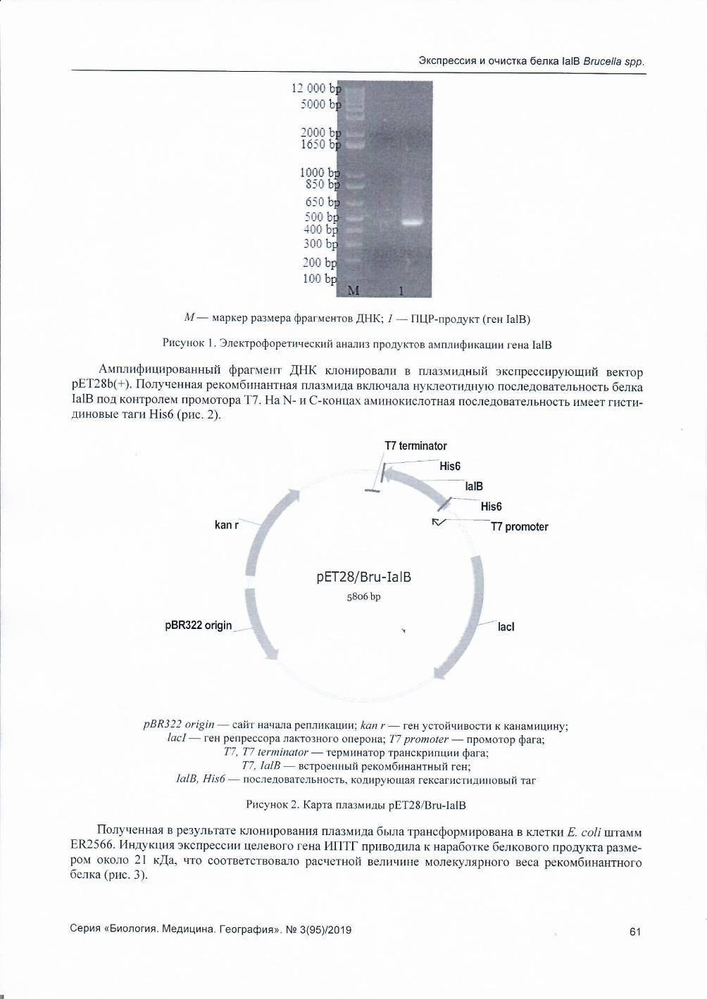 Экспрессия и очистка белка IalB Brucella spp.
12 000 bp
5000 bp
2000 bp
1650 bp
1000 bp
850 bp
650 bp
500 bp
400 bp
300 bp
200 bp
100 bp
M 1
M — маркер размера фрагментов ДНК; 1 — ПЦР-продукт (ген IalB)
Рисунок 1. Электрофоретический анализ продуктов амплификации гена IalB
Амплифицированный фрагмент ДНК клонировали в плазмидный экспрессирующий вектор
pET28b(+). Полученная рекомбинантная плазмида включала нуклеотидную последовательность белка
IalB под контролем промотора T7. На N- и C-концах аминокислотная последовательность имеет гисти-
диновые таги His6 (рис. 2).
T7 terminator
His6
IalB
His6
T7 promoter
kan r
pET28/Bru-IalB
5806 bp
pBR322 origin
lacI
pBR322 origin — сайт начала репликации; kan r — ген устойчивости к канамицину;
lacI — ген репрессора лактозного оперона; T7 promoter — промотор фага;
T7, T7 terminator — терминатор транскрипции фага;
T7, IalB — встроенный рекомбинантный ген;
IalB, His6 — последовательность, кодирующая гексагистидиновый таг
Рисунок 2. Карта плазмиды pET28/Bru-IalB
Полученная в результате клонирования плазмида была трансформирована в клетки E. coli штамм
ER2566. Индукция экспрессии целевого гена ИПТГ приводила к наработке белкового продукта разме-
ром около 21 кДа, что соответствовало расчетной величине молекулярного веса рекомбинантного
белка (рис. 3).
Серия «Биология. Медицина. География». № 3(95)/2019
61